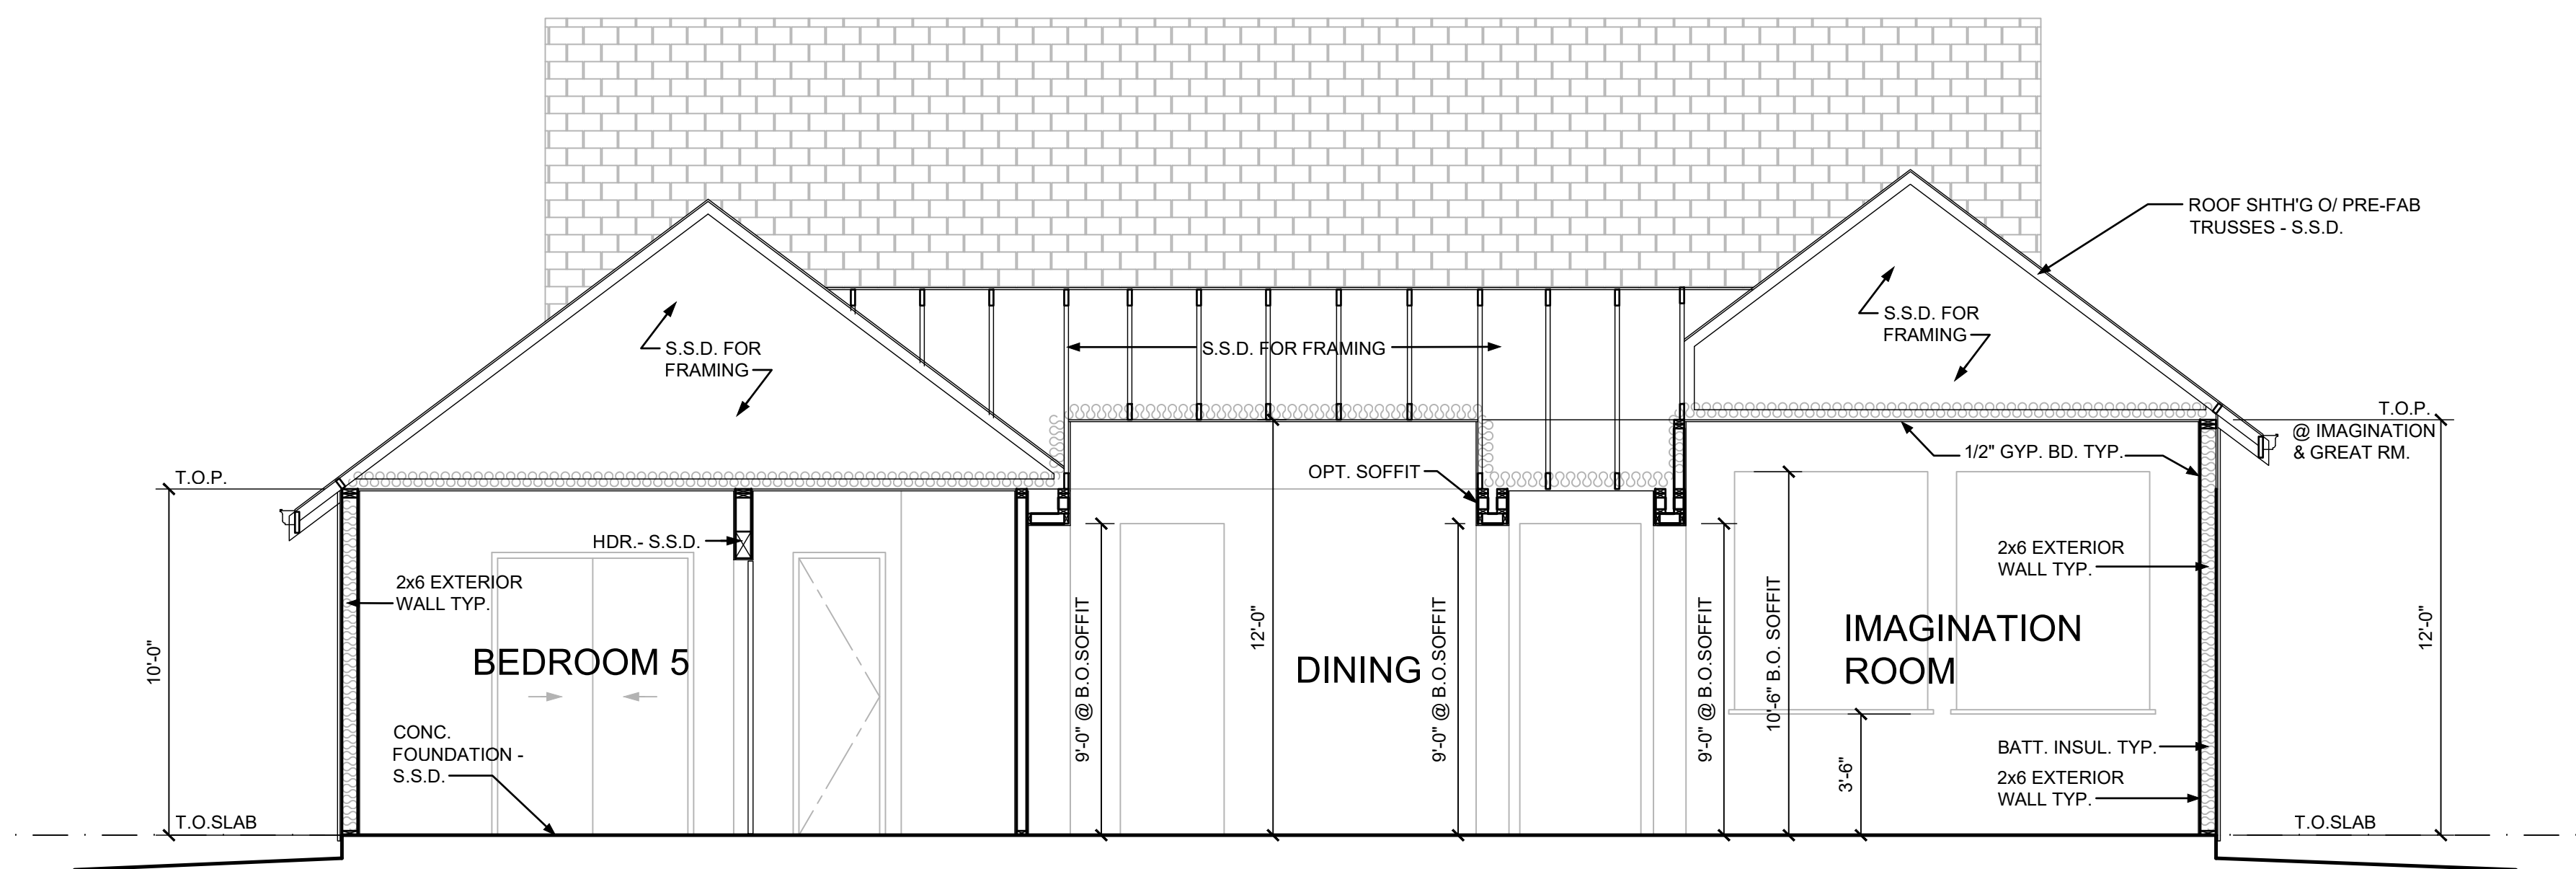 ROOF SHTH'G O/ PRE-FAB
TRUSSES - S.S.D.
S.S.D. FOR
FRAMING
S.S.D. FOR FRAMING
S.S.D. FOR
FRAMING
T.O.P.
@ IMAGINATION
& GREAT RM.
1/2" GYP. BD. TYP.
OPT. SOFFIT
T.O.P.
HDR.- S.S.D.
2x6 EXTERIOR
WALL TYP.
2x6 EXTERIOR
WALL TYP.
10'-0"
BEDROOM 5
9'-0" @ B.O.SOFFIT
12'-0"
DINING
9'-0" @ B.O.SOFFIT
9'-0" @ B.O.SOFFIT
10'-6" B.O. SOFFIT
IMAGINATION
ROOM
12'-0"
CONC.
FOUNDATION -
S.S.D.
3'-6"
BATT. INSUL. TYP.
2x6 EXTERIOR
WALL TYP.
T.O.SLAB
T.O.SLAB